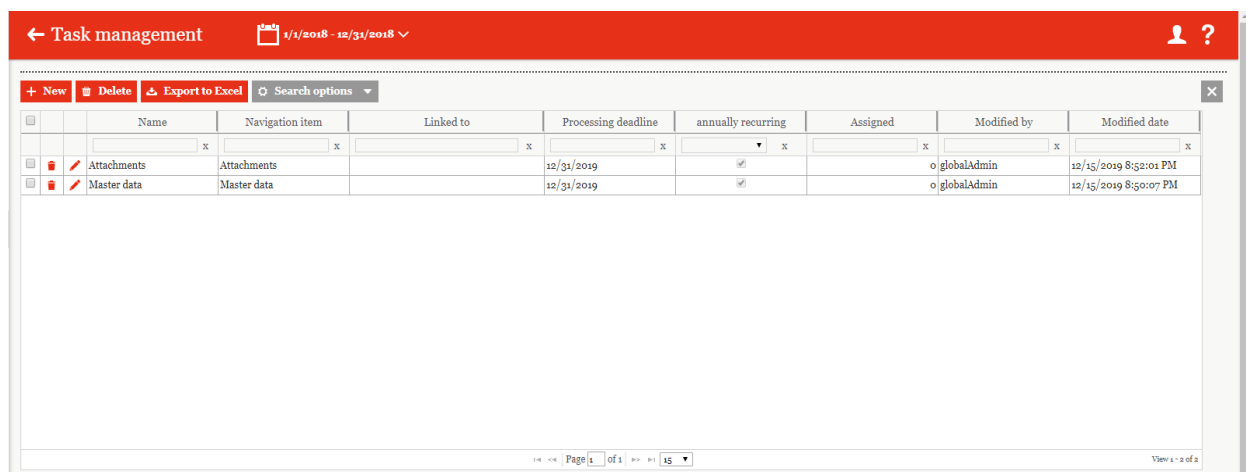 Task management 1/1/2018 - 12/31/2018
?
New Delete Export to Excel Search options
Name Navigation item Linked to Processing deadline annually recurring Assigned Modified by Modified date
x x x x x x x x
Attachments Attachments 12/31/2019 0 globalAdmin 12/15/2019 8:52:01 PM
Master data Master data 12/31/2019 0 globalAdmin 12/15/2019 8:50:07 PM
Page 1 of 1 15 View 1 - 2 of 2